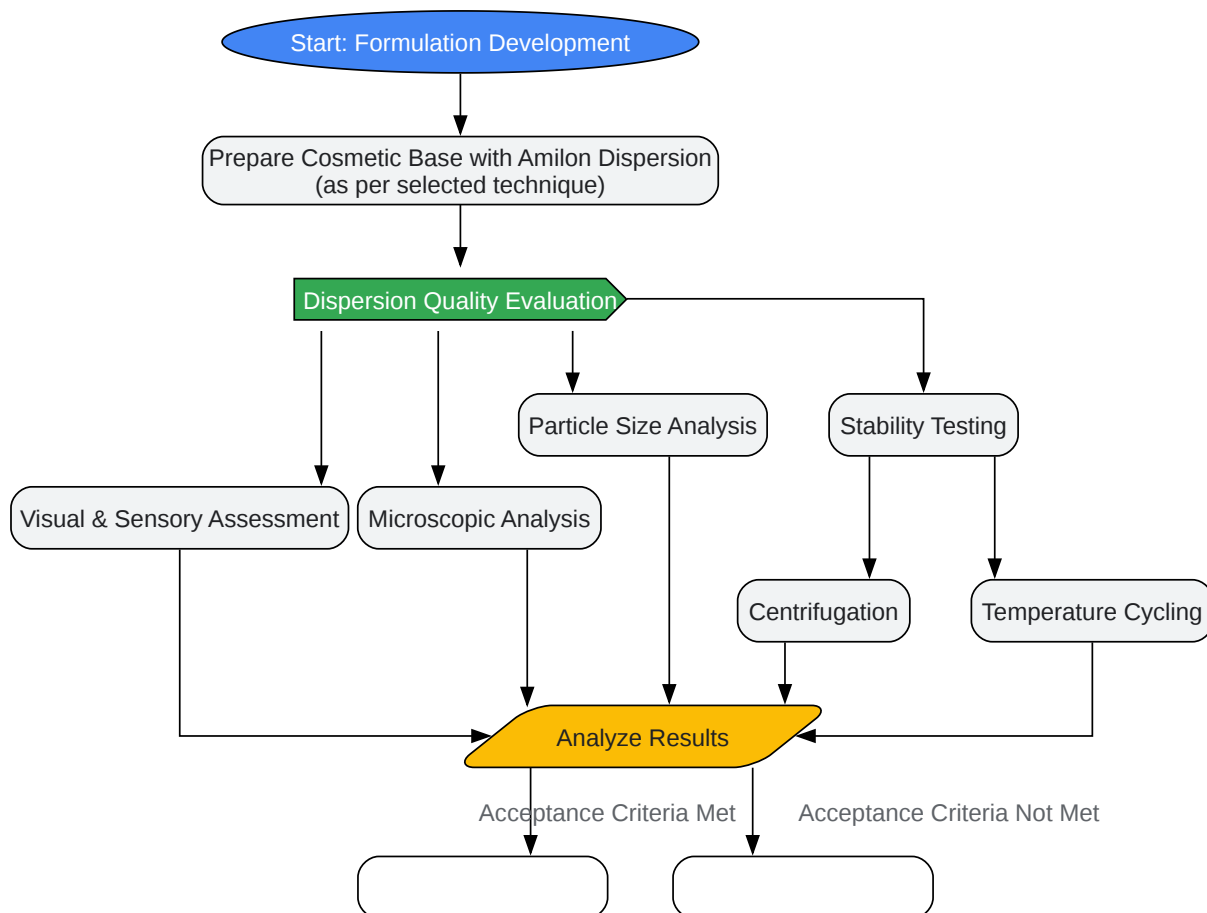 Start: Formulation Development
Prepare Cosmetic Base with Amilon Dispersion
(as per selected technique)
Dispersion Quality Evaluation
Particle Size Analysis
Stability Testing
Visual & Sensory Assessment
Microscopic Analysis
Centrifugation
Temperature Cycling
Analyze Results
Acceptance Criteria Met
Acceptance Criteria Not Met